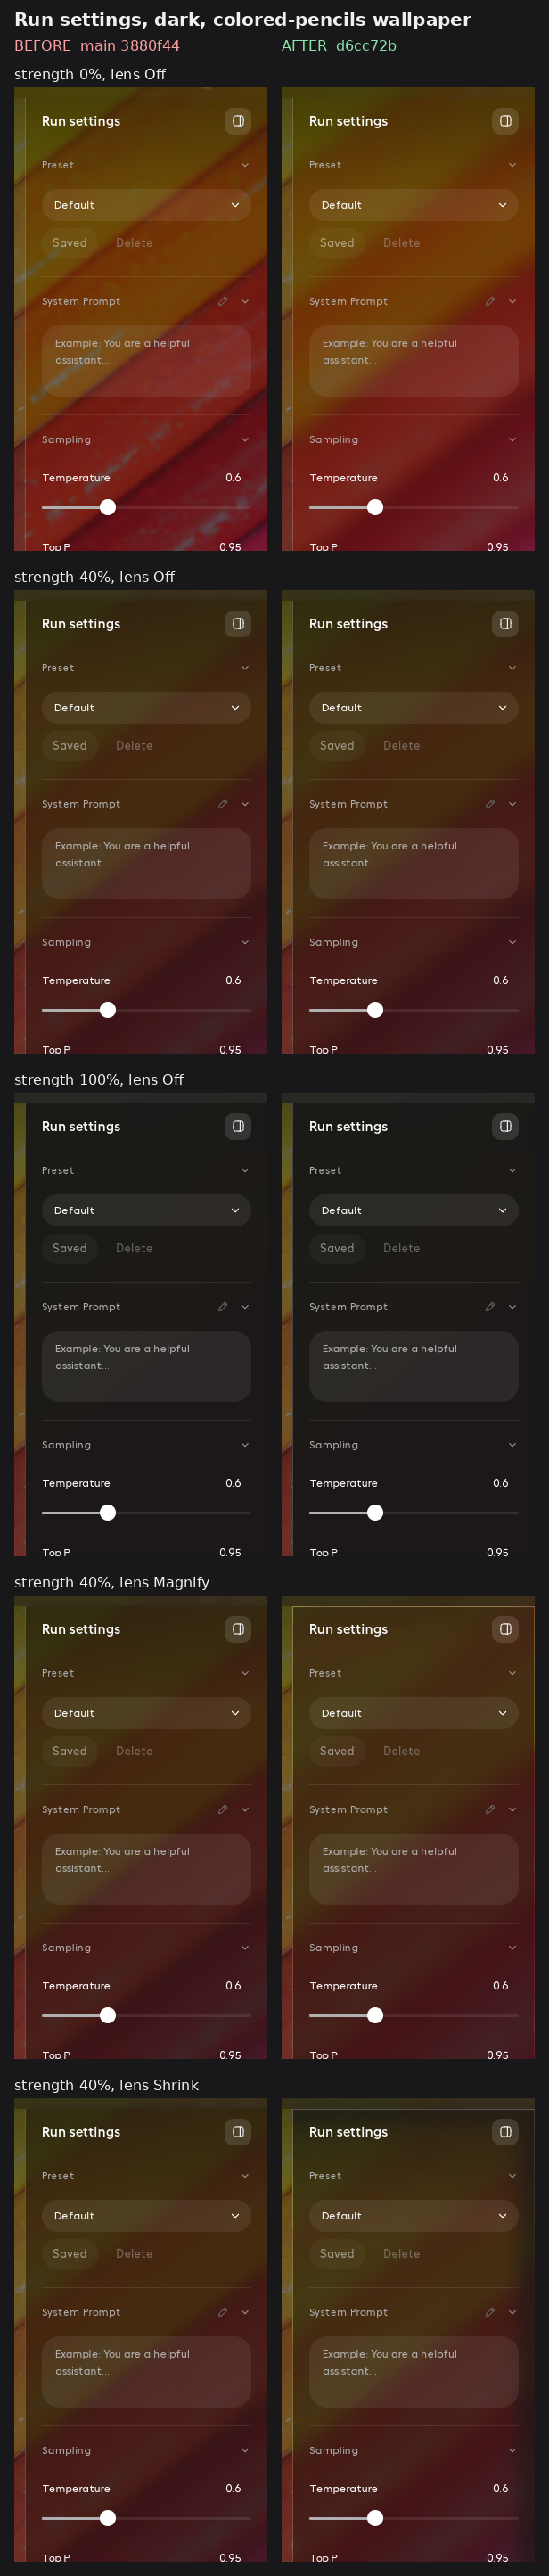 Run settings, dark, colored-pencils wallpaper
BEFORE main 3880f44 AFTER d6cc72b
strength 0%, lens Off
Run settings Run settings
Preset Preset
Default Default
Saved Delete Saved Delete
System Prompt System Prompt
Example: You are a helpful Example: You are a helpful
assistant... assistant...
Sampling Sampling
Temperature 0.6 Temperature 0.6
Top P 0.95 Top P 0.95
strength 40%, lens Off
Run settings Run settings
Preset Preset
Default Default
Saved Delete Saved Delete
System Prompt System Prompt
Example: You are a helpful Example: You are a helpful
assistant... assistant...
Sampling Sampling
Temperature 0.6 Temperature 0.6
Top P 0.95 Top P 0.95
strength 100%, lens Off
Run settings Run settings
Preset Preset
Default Default
Saved Delete Saved Delete
System Prompt System Prompt
Example: You are a helpful Example: You are a helpful
assistant... assistant...
Sampling Sampling
Temperature 0.6 Temperature 0.6
Top P 0.95 Top P 0.95
strength 40%, lens Magnify
Run settings Run settings
Preset Preset
Default Default
Saved Delete Saved Delete
System Prompt System Prompt
Example: You are a helpful Example: You are a helpful
assistant... assistant...
Sampling Sampling
Temperature 0.6 Temperature 0.6
Top P 0.95 Top P 0.95
strength 40%, lens Shrink
Run settings Run settings
Preset Preset
Default Default
Saved Delete Saved Delete
System Prompt System Prompt
Example: You are a helpful Example: You are a helpful
assistant... assistant...
Sampling Sampling
Temperature 0.6 Temperature 0.6
Top P 0.95 Top P 0.95